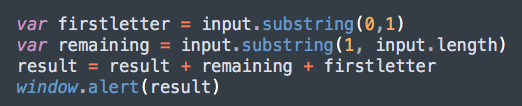 var firstletter = input.substring(0,1)
var remaining = input.substring(1, input.length)
result = result + remaining + firstletter
window.alert(result)